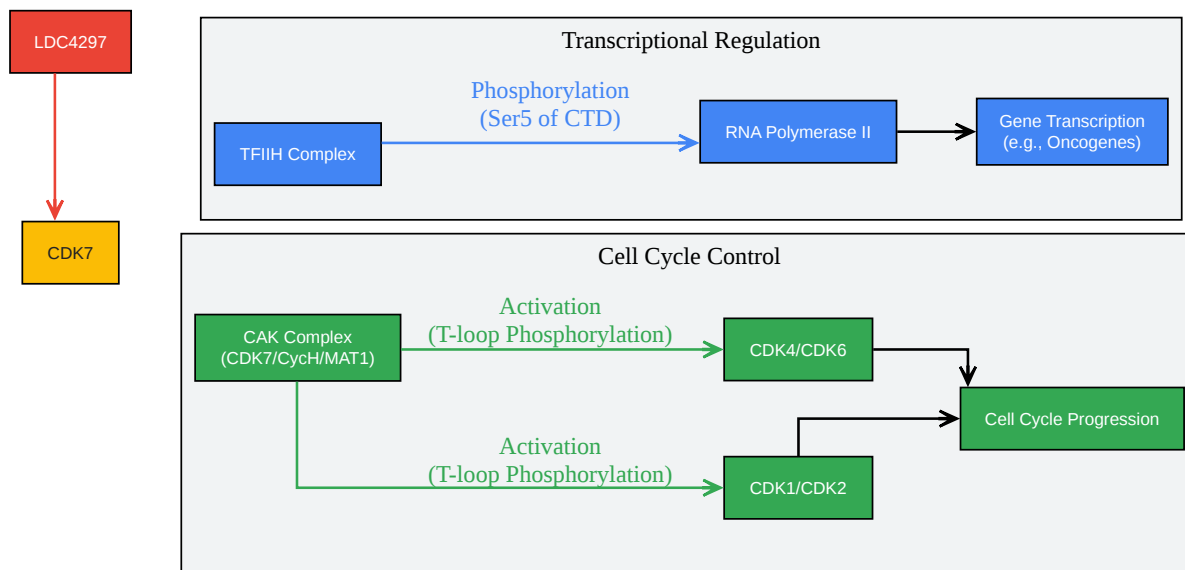 LDC4297
CDK7
Transcriptional Regulation
TFIIH Complex
Phosphorylation
(Ser5 of CTD)
RNA Polymerase II
Gene Transcription
(e.g., Oncogenes)
Cell Cycle Control
CAK Complex
(CDK7/CycH/MAT1)
Activation
(T-loop Phosphorylation)
CDK4/CDK6
Activation
(T-loop Phosphorylation)
CDK1/CDK2
Cell Cycle Progression